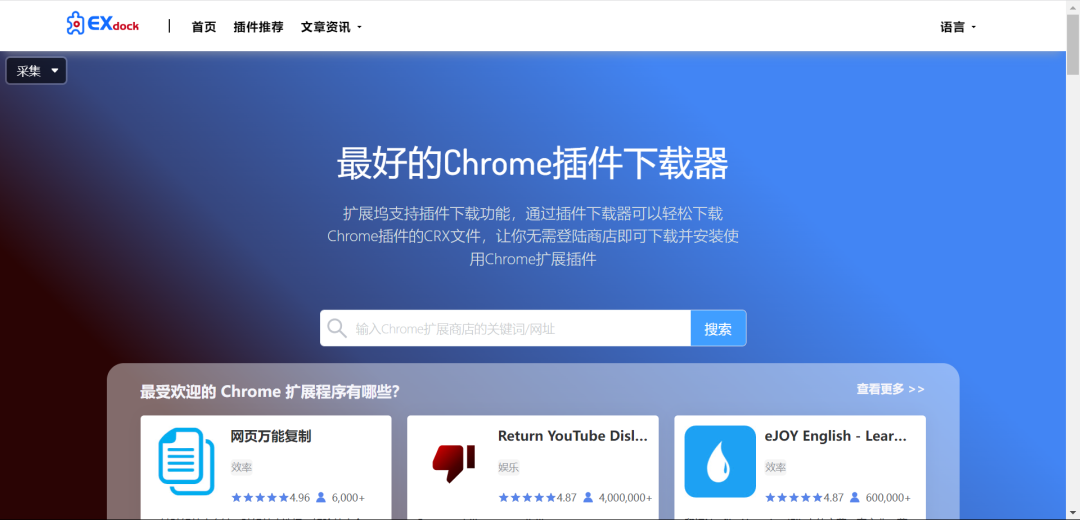 EXdock
首页 插件推荐 文章资讯
语言
采集
最好的Chrome插件下载器
扩展坞支持插件下载功能，通过插件下载器可以轻松下载
Chrome插件的CRX文件，让你无需登陆商店即可下载并安装使
用Chrome扩展插件
输入Chrome扩展商店的关键词/网址
搜索
最受欢迎的 Chrome 扩展程序有哪些?
查看更多 >>
网页万能复制
效率
4.96 6,000+
Return YouTube Disl...
娱乐
4.87 4,000,000+
eJOY English - Lear...
效率
4.87 600,000+